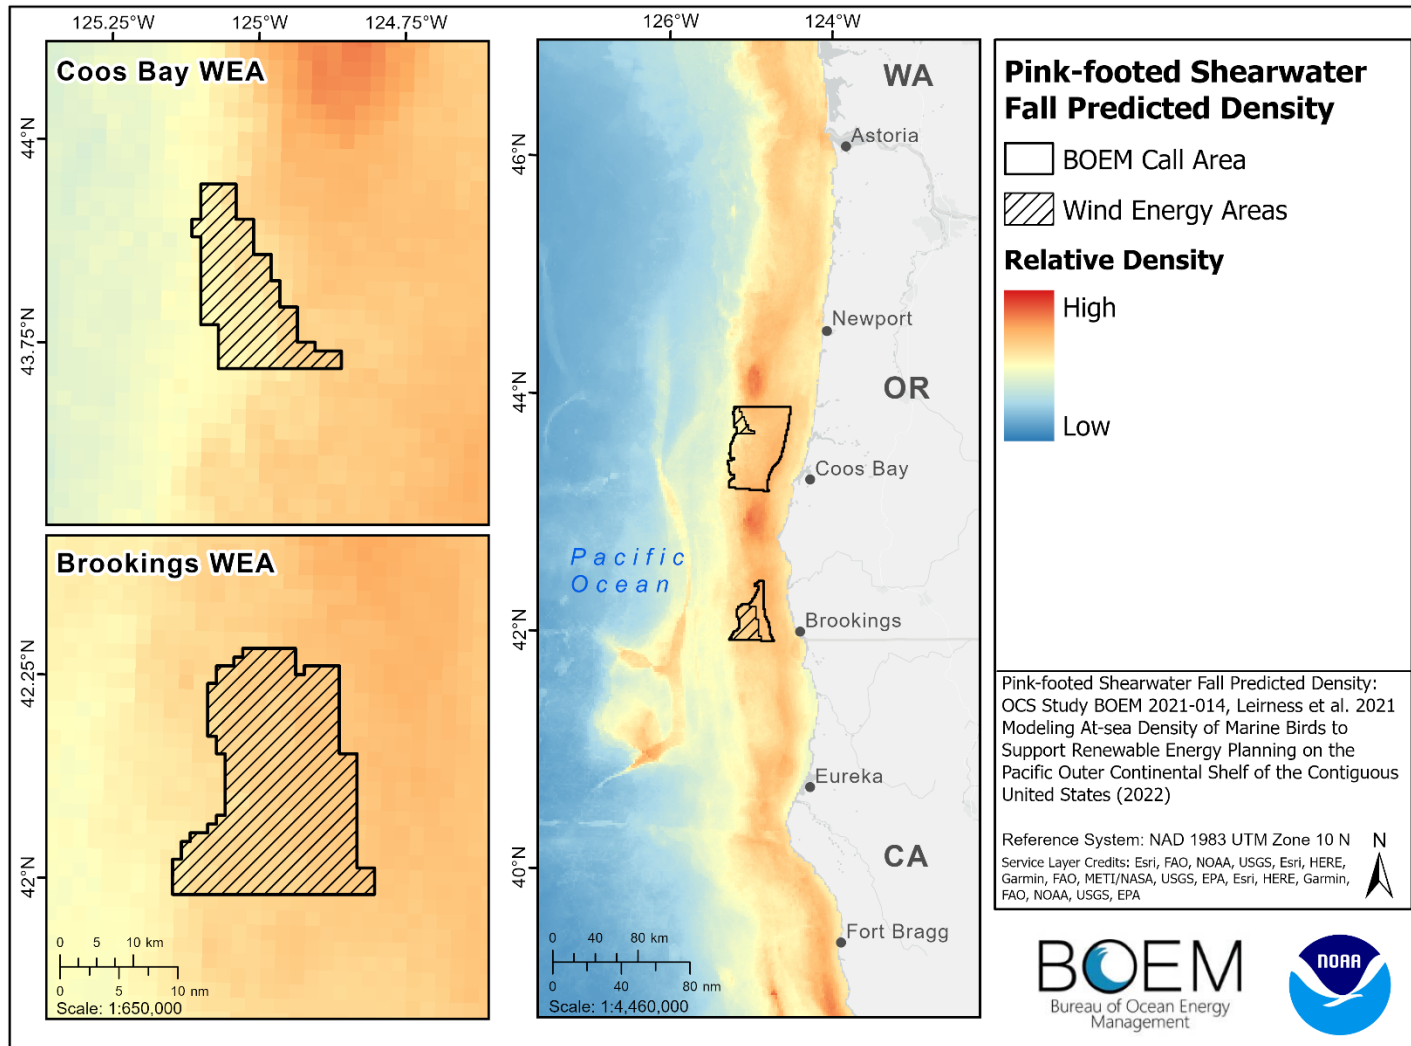 125.25°W
125°W
124.75°W
Coos Bay WEA
44°N
43.75°N
Brookings WEA
42.25°N
42°N
0 5 10 km
0 5 10 nm
Scale: 1:650,000
126°W
124°W
46°N
44°N
42°N
40°N
WA
Astoria
Newport
OR
Coos Bay
Pacific
Ocean
Brookings
Eureka
CA
Fort Bragg
0 40 80 km
0 40 80 nm
Scale: 1:4,460,000
Pink-footed Shearwater
Fall Predicted Density
BOEM Call Area
Wind Energy Areas
Relative Density
High
Low
Pink-footed Shearwater Fall Predicted Density:
OCS Study BOEM 2021-014, Leirness et al. 2021
Modeling At-sea Density of Marine Birds to
Support Renewable Energy Planning on the
Pacific Outer Continental Shelf of the Contiguous
United States (2022)
Reference System: NAD 1983 UTM Zone 10 N
N
Service Layer Credits: Esri, FAO, NOAA, USGS, Esri, HERE,
Garmin, FAO, METI/NASA, USGS, EPA, Esri, HERE, Garmin,
FAO, NOAA, USGS, EPA
BOEM
Bureau of Ocean Energy
Management
NOAA